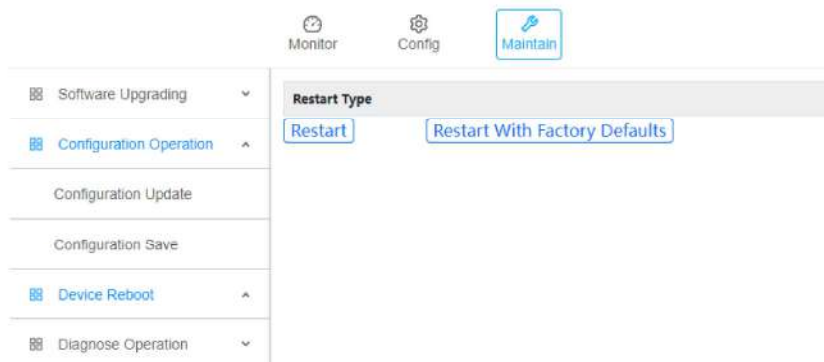 Monitor Config Maintain
Software Upgrading Restart Type
Restart Restart With Factory Defaults
Configuration Operation
Configuration Update
Configuration Save
Device Reboot
Diagnose Operation